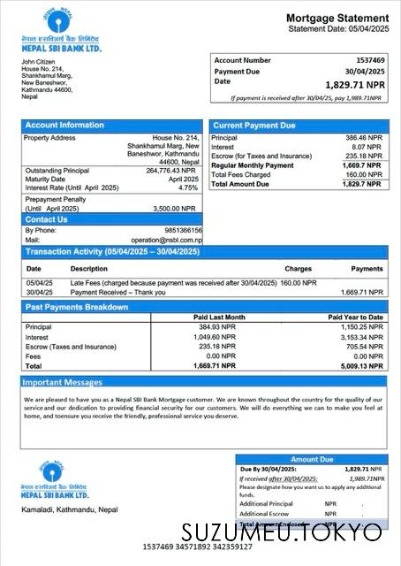 Mortgage Statement
Statement Date: 05/04/2025
नेपाल एसबिआई बैंक लिमिटेड
NEPAL SBI BANK LTD.
John Citizen
House No. 214,
Shankhamul Marg,
New Baneshwor,
Kathmandu 44600,
Nepal
Account Number 1537469
Payment Due 30/04/2025
Date
1,829.71 NPR
If payment is received after 30/04/25, pay 1,989.71NPR
Account Information
Property Address House No. 214,
Shankhamul Marg, New
Baneshwor, Kathmandu
44600, Nepal
Outstanding Principal 264,776.43 NPR
Maturity Date April 2025
Interest Rate (Until April 2025) 4.75%
Prepayment Penalty
(Until April 2025) 3,500.00 NPR
Contact Us
By Phone: 9851366156
Mail: operation@nsbl.com.np
Current Payment Due
Principal 386.46 NPR
Interest 8.07 NPR
Escrow (for Taxes and Insurance) 235.18 NPR
Regular Monthly Payment 1,669.7 NPR
Total Fees Charged 160.00 NPR
Total Amount Due 1,829.7 NPR
Transaction Activity (05/04/2025 – 30/04/2025)
Date Description Charges Payments
05/04/25 Late Fees (charged because payment was received after 30/04/2025) 160.00 NPR
30/04/25 Payment Received – Thank you 1,669.71 NPR
Past Payments Breakdown
Paid Last Month Paid Year to Date
Principal 384.93 NPR 1,150.25 NPR
Interest 1,049.60 NPR 3,153.34 NPR
Escrow (Taxes and Insurance) 235.18 NPR 705.54 NPR
Fees 0.00 NPR 0.00 NPR
Total 1,669.71 NPR 5,009.13 NPR
Important Messages
We are pleased to have you as a Nepal SBI Bank Mortgage customer. We are known throughout the country for the quality of our
service and our dedication to providing financial security for our customers. We will do everything we can to make you feel at
home, and to ensure you receive the friendly, professional service you deserve.
नेपाल एसबिआई बैंक लिमिटेड
NEPAL SBI BANK LTD.
Kamaladi, Kathmandu, Nepal
Amount Due
Due By 30/04/2025: 1,829.71 NPR
If received after 30/04/2025: 1,989.71NPR
Please designate how you want us to apply any additional
funds.
Additional Principal NPR .
Additional Escrow NPR .
Total Amount Enclosed NPR .
SUZUMEU.TOKYO
1537469 34571892 342359127